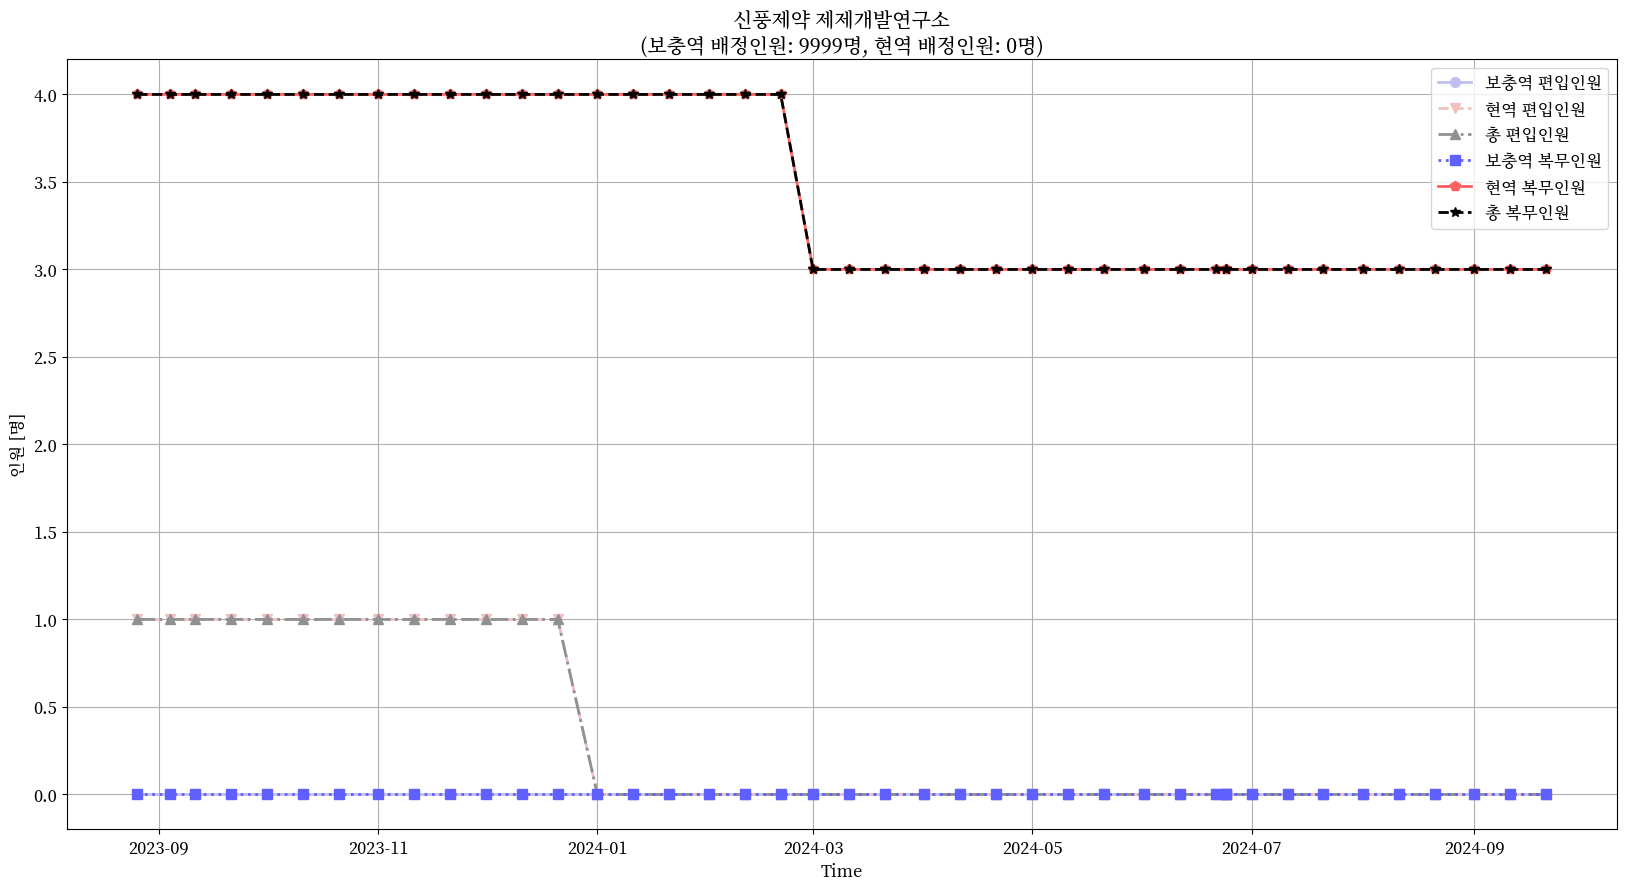 신풍제약 제제개발연구소
(보충역 배정인원: 9999명, 현역 배정인원: 0명)
보충역 편입인원
현역 편입인원
총 편입인원
보충역 복무인원
현역 복무인원
총 복무인원
4.0
3.5
3.0
2.5
2.0
1.5
1.0
0.5
0.0
인원 [명]
2023-09 2023-11 2024-01 2024-03 2024-05 2024-07 2024-09
Time